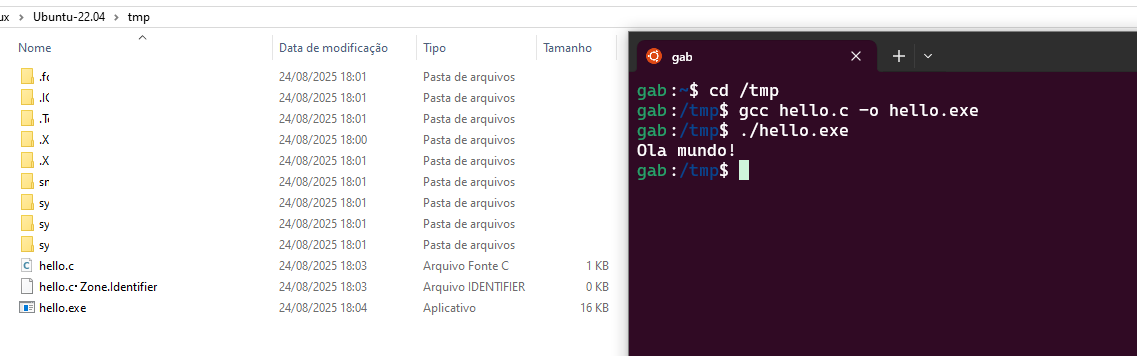 ux > Ubuntu-22.04 > tmp
Nome Data de modificação Tipo Tamanho
.fc 24/08/2025 18:01 Pasta de arquivos
.IC 24/08/2025 18:01 Pasta de arquivos
.Te 24/08/2025 18:01 Pasta de arquivos
.X 24/08/2025 18:00 Pasta de arquivos
.X 24/08/2025 18:01 Pasta de arquivos
sn 24/08/2025 18:01 Pasta de arquivos
sy 24/08/2025 18:01 Pasta de arquivos
sy 24/08/2025 18:01 Pasta de arquivos
sy 24/08/2025 18:01 Pasta de arquivos
hello.c 24/08/2025 18:03 Arquivo Fonte C 1 KB
hello.c·Zone.Identifier 24/08/2025 18:03 Arquivo IDENTIFIER 0 KB
hello.exe 24/08/2025 18:04 Aplicativo 16 KB
gab
gab:~$ cd /tmp
gab:/tmp$ gcc hello.c -o hello.exe
gab:/tmp$ ./hello.exe
Ola mundo!
gab:/tmp$